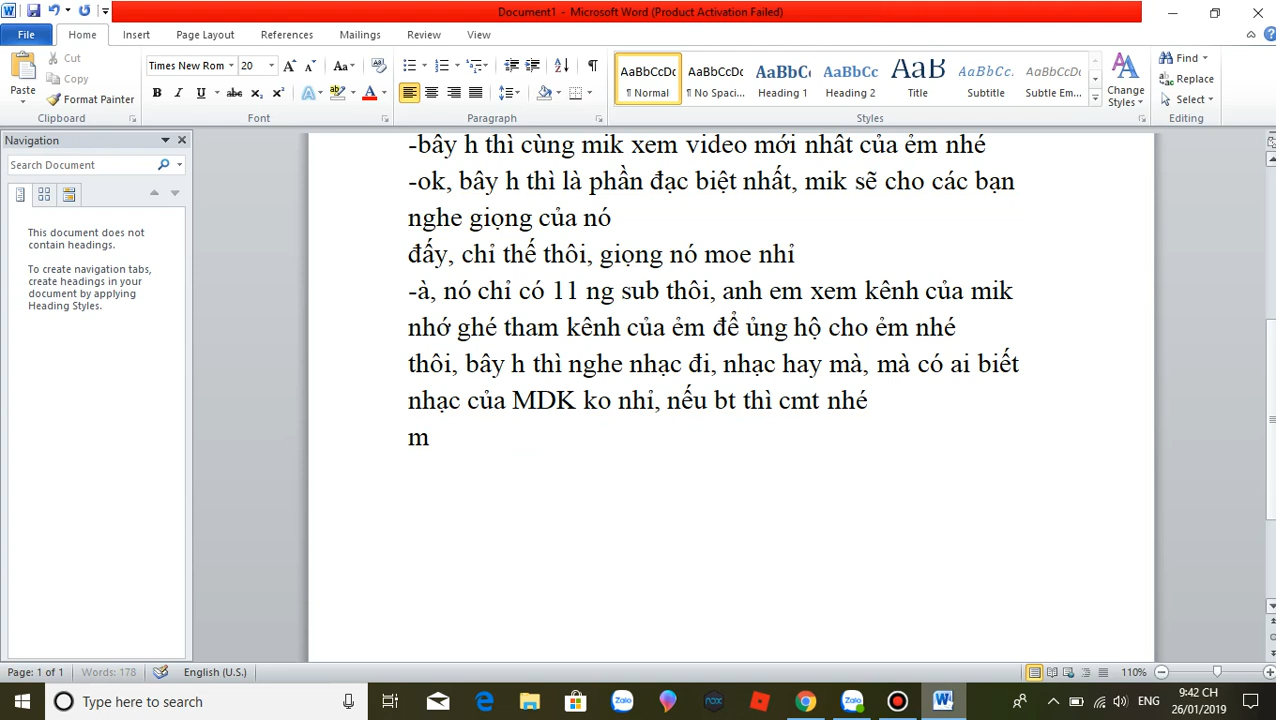 Document1 - Microsoft Word (Product Activation Failed)
File Home Insert Page Layout References Mailings Review View
Cut
Copy
Format Painter
Paste
Clipboard
Times New Rom 20
Font
Paragraph
AaBbCcDc AaBbCcDc AaBbC AaBbCc AaB AaBbCc. AaBbCcDc
¶ Normal ¶ No Spaci... Heading 1 Heading 2 Title Subtitle Subtle Em...
Change
Styles
Styles
Find
Replace
Select
Editing
Navigation
Search Document
This document does not
contain headings.
To create navigation tabs,
create headings in your
document by applying
Heading Styles.
-bây h thì cùng mik xem video mới nhât của ẻm nhé
-ok, bây h thì là phần đạc biệt nhất, mik sẽ cho các bạn
nghe giọng của nó
đấy, chỉ thế thôi, giọng nó moe nhỉ
-à, nó chỉ có 11 ng sub thôi, anh em xem kênh của mik
nhớ ghé tham kênh của ẻm để ủng hộ cho ẻm nhé
thôi, bây h thì nghe nhạc đi, nhạc hay mà, mà có ai biết
nhạc của MDK ko nhỉ, nếu bt thì cmt nhé
m
Page: 1 of 1 Words: 178 English (U.S.) 110%
Type here to search
ENG
9:42 CH
26/01/2019